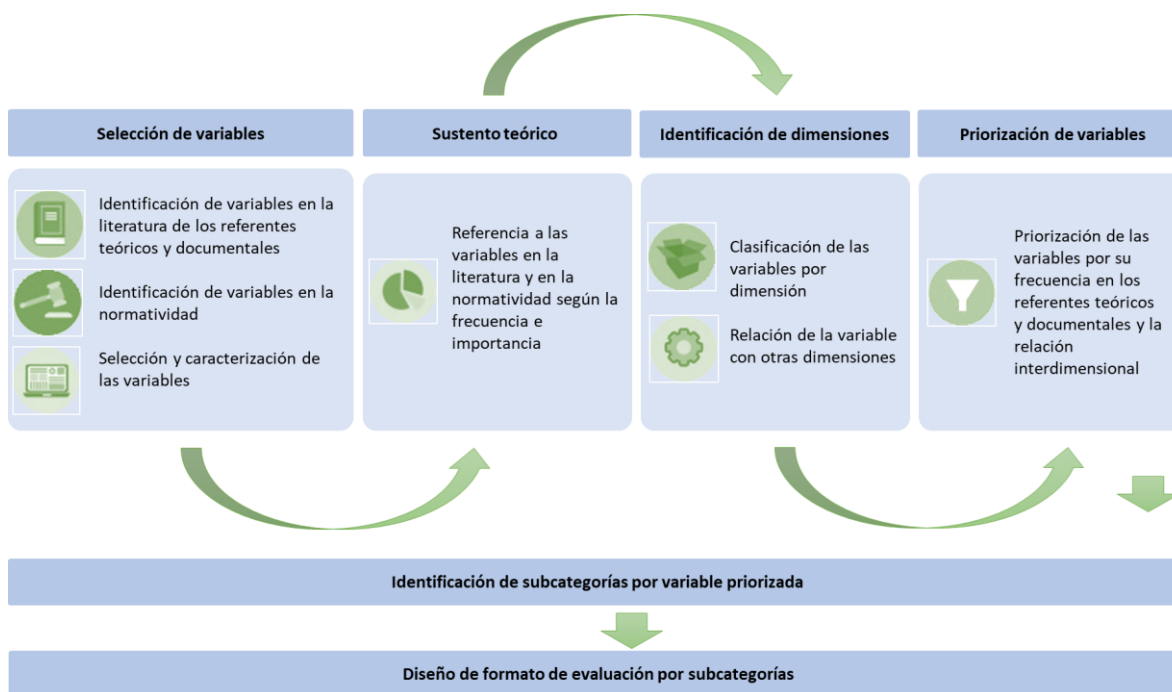 Selección de variables
Identificación de variables en la
literatura de los referentes
teóricos y documentales
Identificación de variables en la
normatividad
Selección y caracterización de
las variables
Sustento teórico
Referencia a las
variables en la
literatura y en la
normatividad según la
frecuencia e
importancia
Identificación de dimensiones
Clasificación de las
variables por
dimensión
Relación de la variable
con otras dimensiones
Priorización de variables
Priorización de las
variables por su
frecuencia en los
referentes teóricos
y documentales y la
relación
interdimensional
Identificación de subcategorías por variable priorizada
Diseño de formato de evaluación por subcategorías